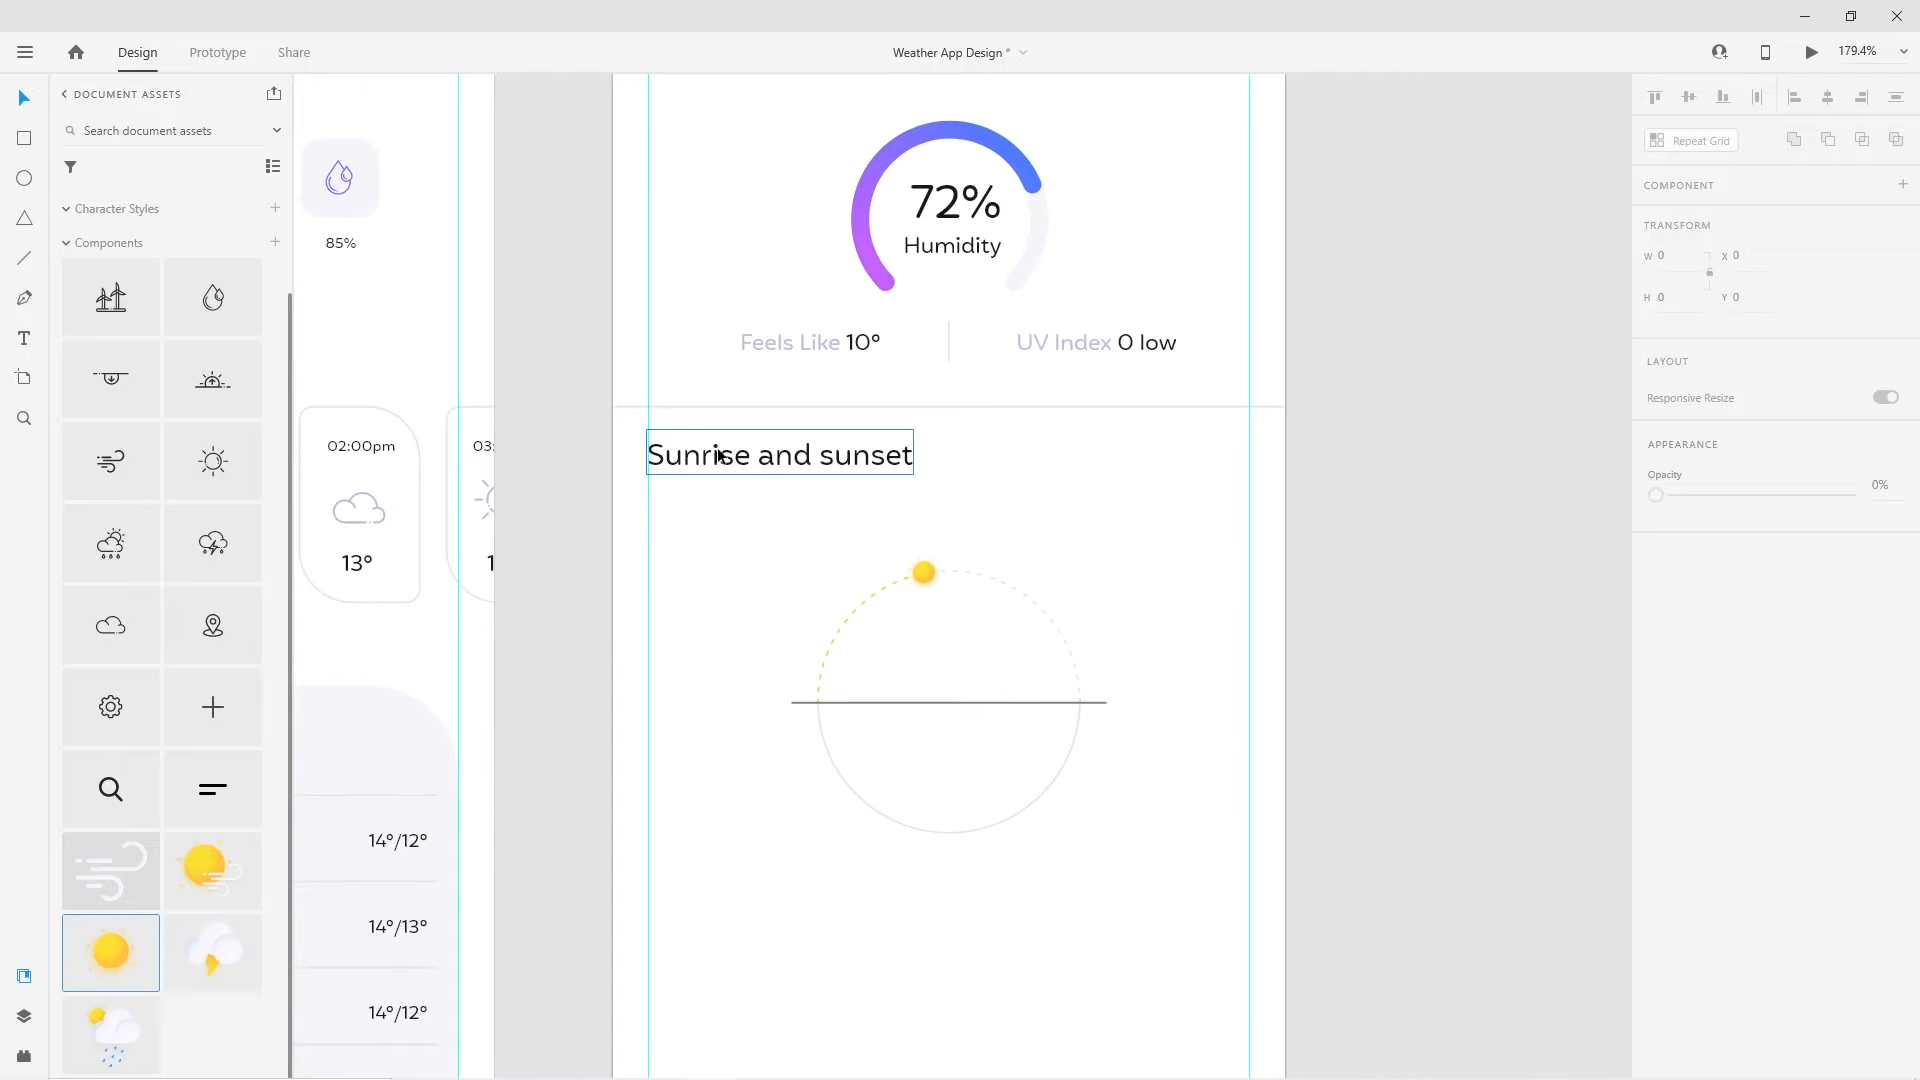 Design
Prototype
Share
Weather App Design *
179.4%
DOCUMENT ASSETS
Search document assets
Character Styles
Components
85%
02:00pm
03:
13°
1
14°/12°
14°/13°
14°/12°
72%
Humidity
Feels Like 10°
UV Index 0 low
Sunrise and sunset
Repeat Grid
COMPONENT
TRANSFORM
W 0
X 0
H 0
Y 0
LAYOUT
Responsive Resize
APPEARANCE
Opacity
0%